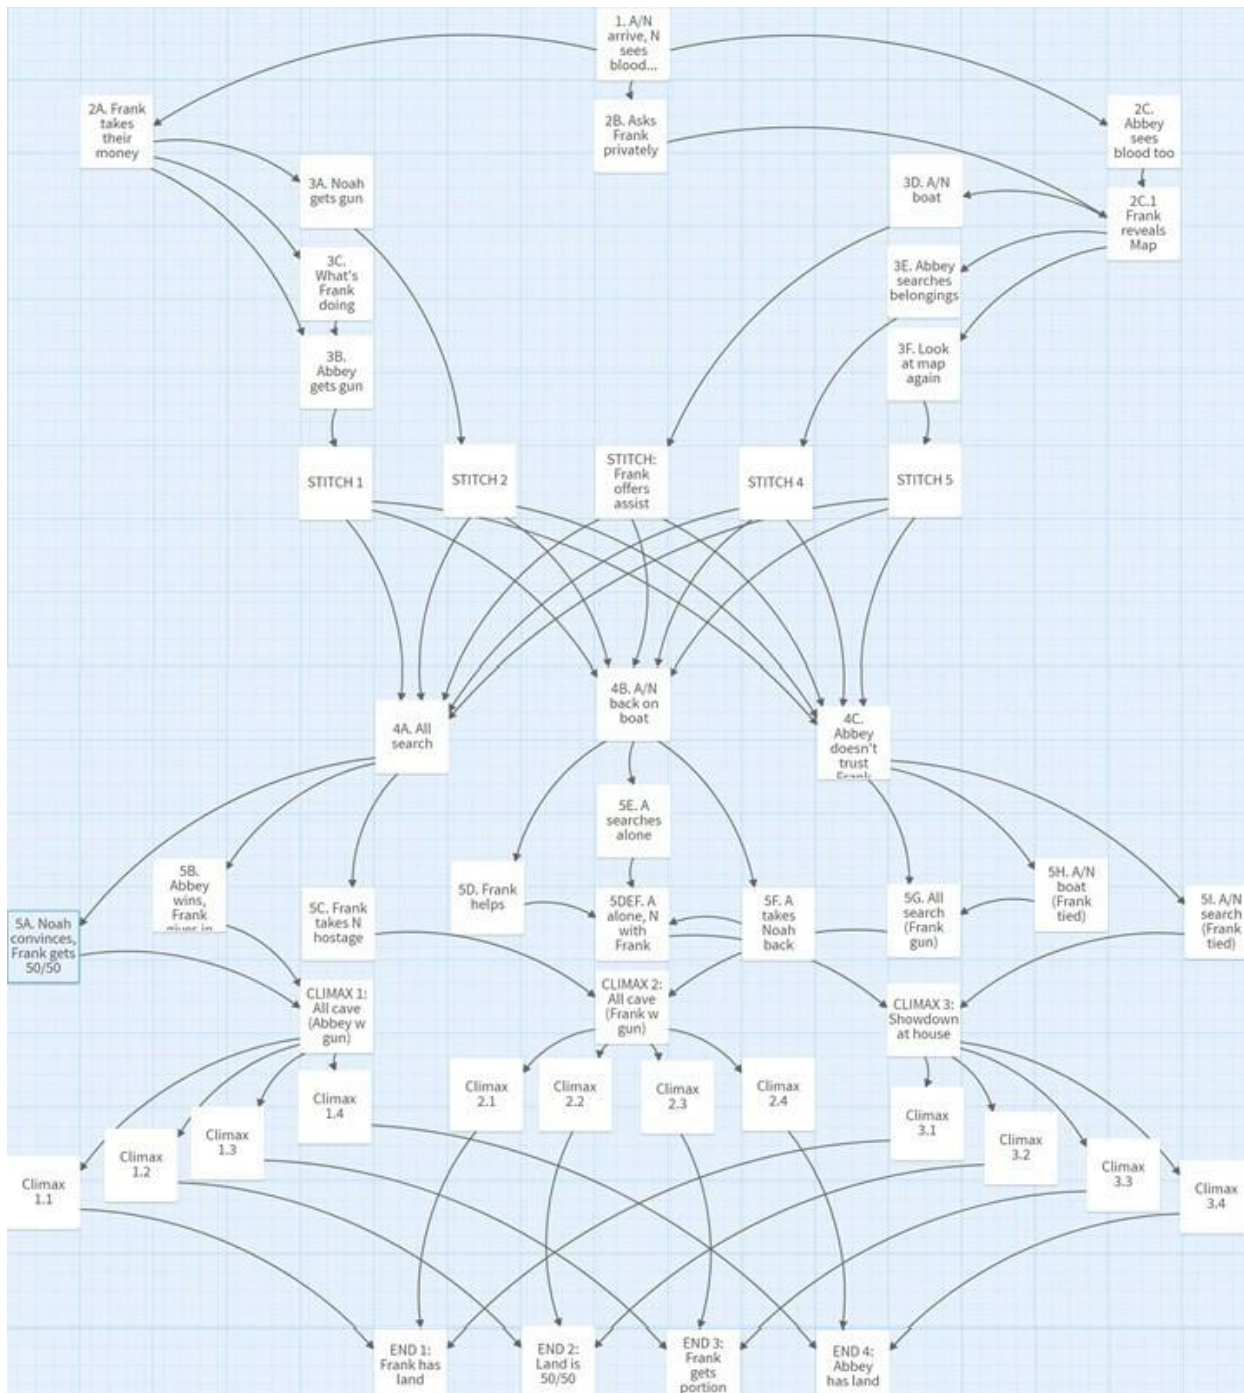 1. A/N
arrive, N
sees
blood...
2A. Frank
takes
their
money
2B. Asks
Frank
privately
2C.
Abbey
sees
blood too
3A. Noah
gets gun
3D. A/N
boat
2C.1
Frank
reveals
Map
3C.
What's
Frank
doing
3E. Abbey
searches
belongings
3B.
Abbey
gets gun
3F. Look
at map
again
STITCH 1
STITCH 2
STITCH:
Frank
offers
assist
STITCH 4
STITCH 5
4A. All
search
4B. A/N
back on
boat
4C.
Abbey
doesn't
trust
Frank
5E. A
searches
alone
5A. Noah
convinces,
Frank gets
50/50
5B.
Abbey
wins,
Frank
gives in
5C. Frank
takes N
hostage
5D. Frank
helps
5DEF. A
alone, N
with
Frank
5F. A
takes
Noah
back
5G. All
search
(Frank
gun)
5H. A/N
boat
(Frank
tied)
5I. A/N
search
(Frank
tied)
CLIMAX 1:
All cave
(Abbey w
gun)
CLIMAX 2:
All cave
(Frank w
gun)
CLIMAX 3:
Showdown
at house
Climax
1.1
Climax
1.2
Climax
1.3
Climax
1.4
Climax
2.1
Climax
2.2
Climax
2.3
Climax
2.4
Climax
3.1
Climax
3.2
Climax
3.3
Climax
3.4
END 1:
Frank has
land
END 2:
Land is
50/50
END 3:
Frank
gets
portion
END 4:
Abbey
has land